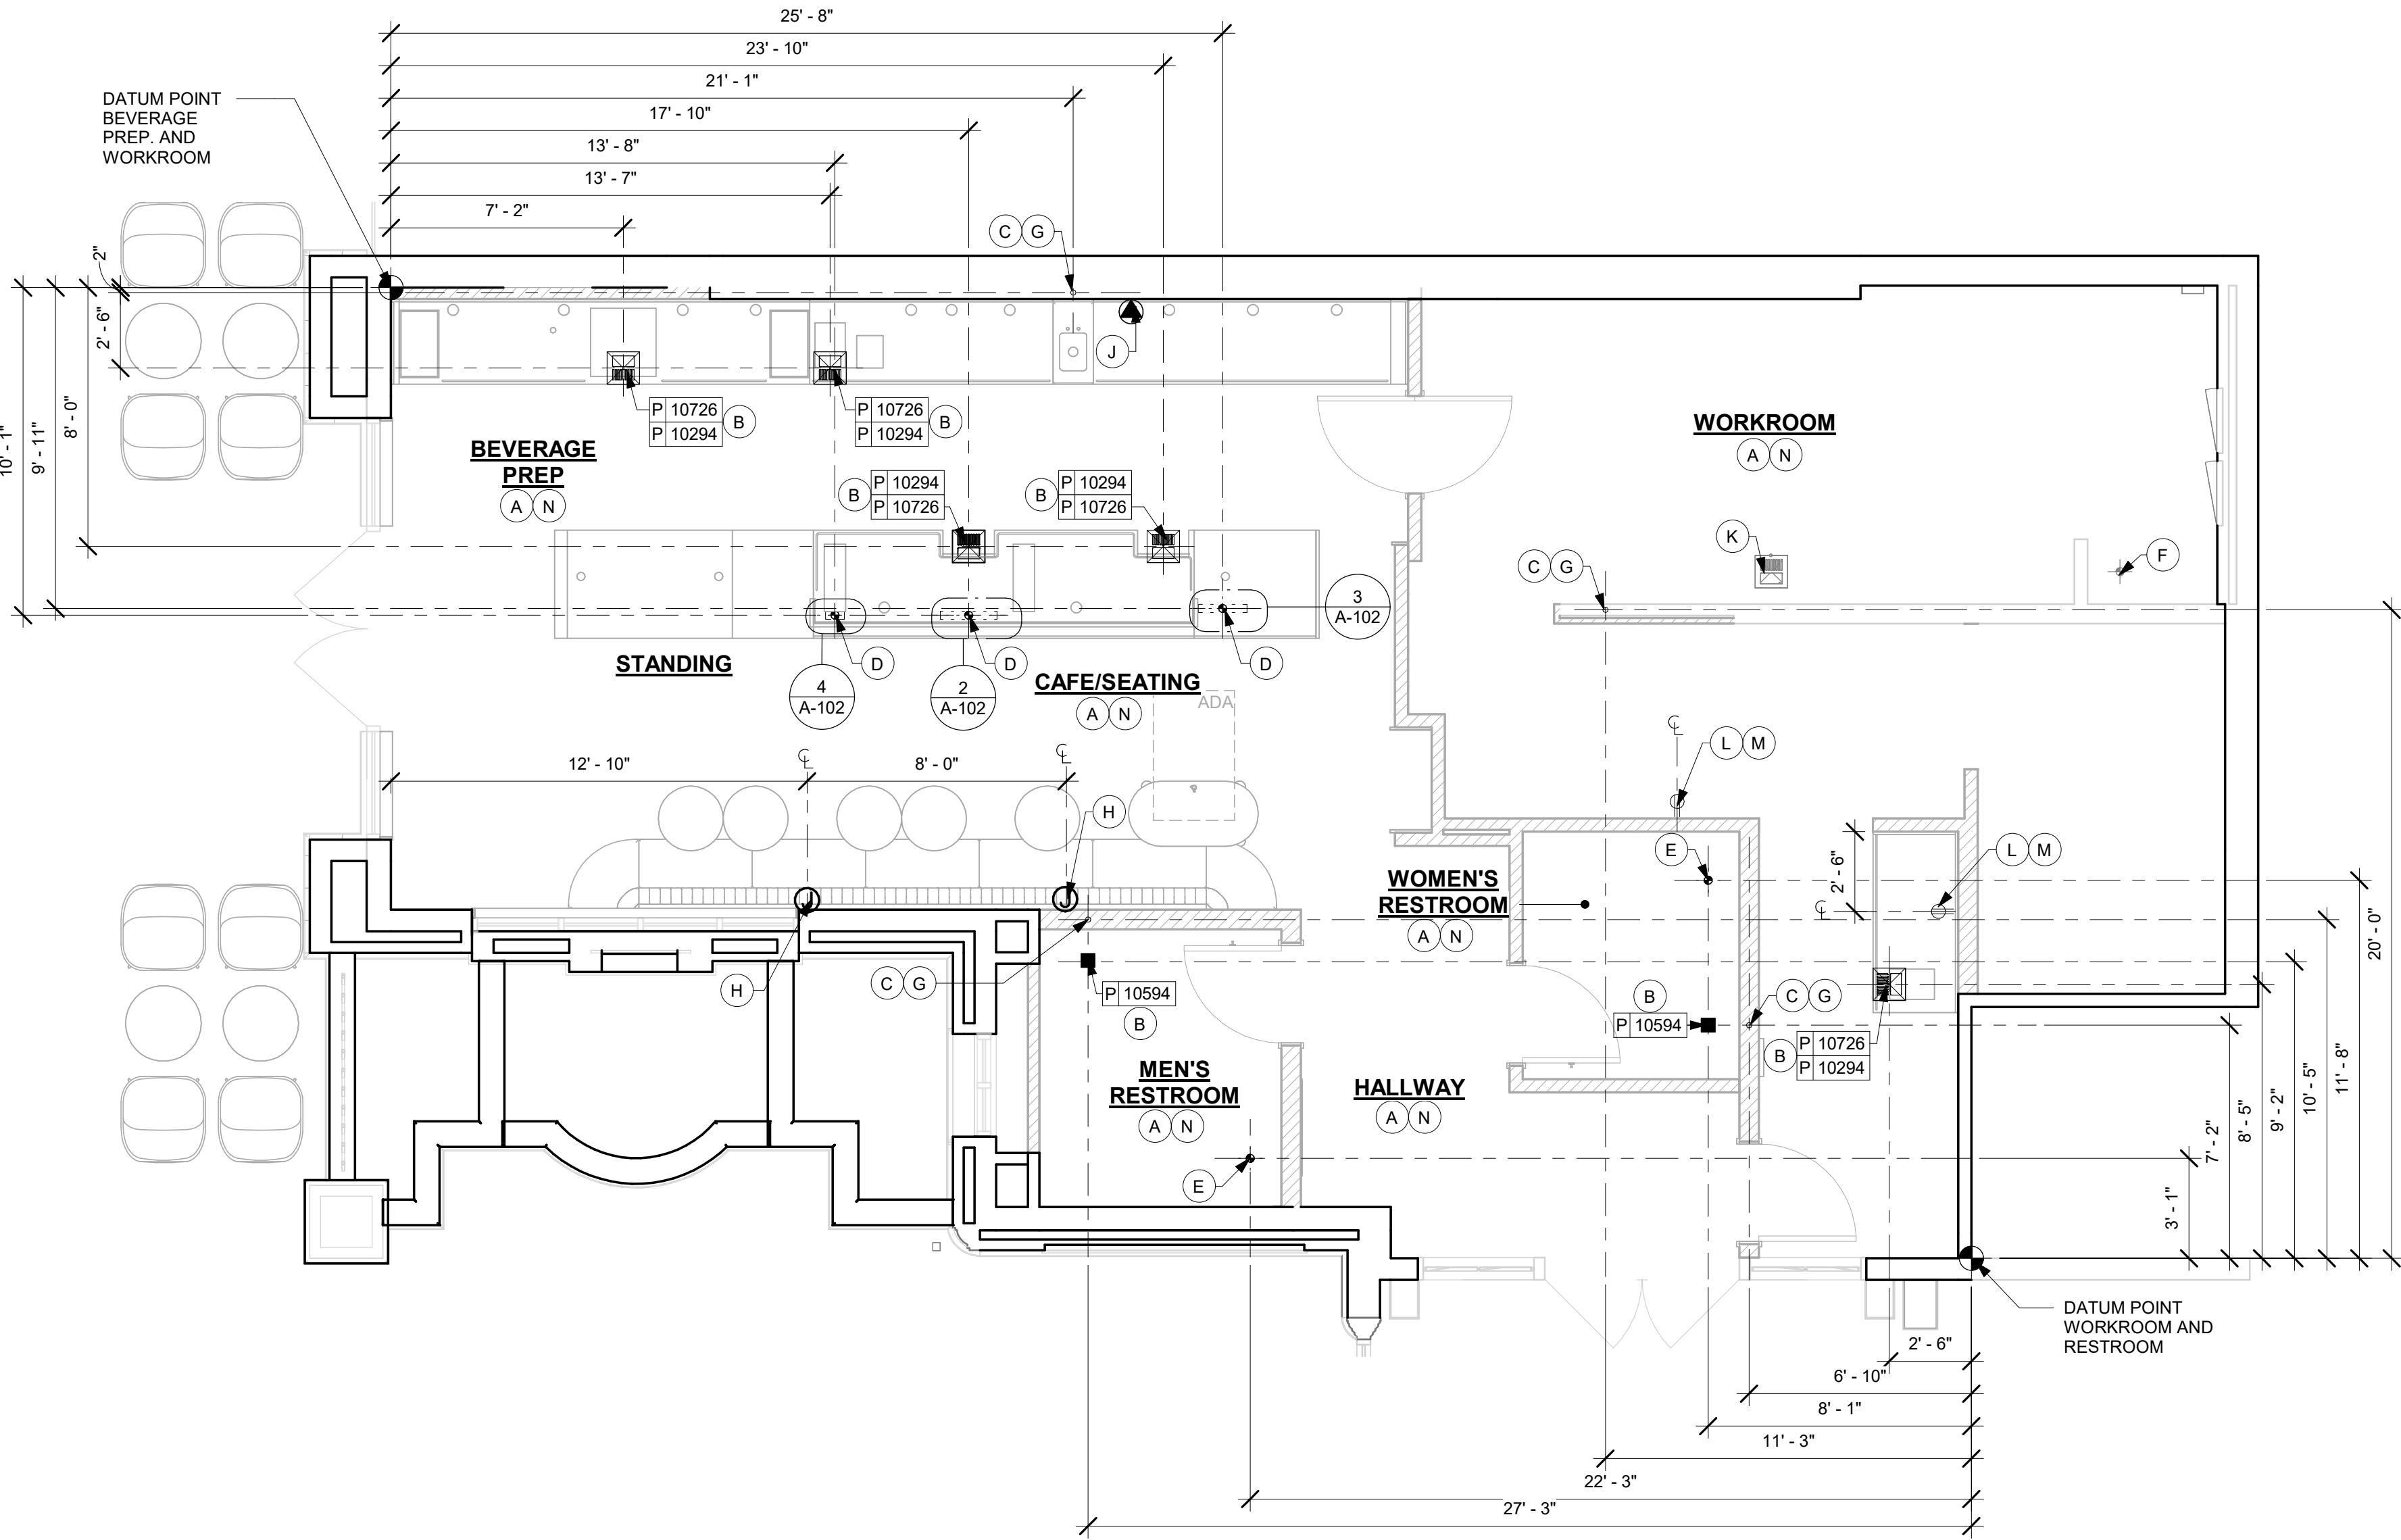 25' - 8"
23' - 10"
21' - 1"
17' - 10"
13' - 8"
13' - 7"
7' - 2"
DATUM POINT
BEVERAGE
PREP. AND
WORKROOM
C G
2"
2' - 6"
8' - 0"
9' - 11"
10' - 1"
J
P 10726
P 10294
B
P 10726
P 10294
B
BEVERAGE
PREP
A N
WORKROOM
A N
B
P 10294
P 10726
B
P 10294
P 10726
K
F
C G
3
A-102
D
D
D
STANDING
4
A-102
2
A-102
CAFE/SEATING
A N
ADA
L M
12' - 10"
8' - 0"
H
J
J
E
L M
2' - 6"
WOMEN'S
RESTROOM
A N
H
C G
P 10594
B
B
P 10594
C G
B
P 10726
P 10294
MEN'S
RESTROOM
A N
HALLWAY
A N
E
20' - 0"
11' - 8"
10' - 5"
9' - 2"
8' - 5"
7' - 2"
3' - 1"
DATUM POINT
WORKROOM AND
RESTROOM
2' - 6"
6' - 10"
8' - 1"
11' - 3"
22' - 3"
27' - 3"